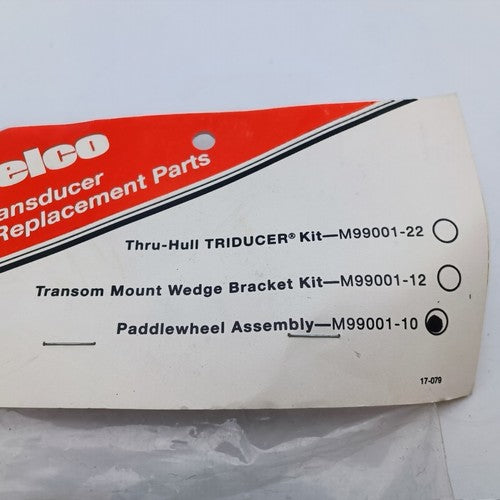 elco
ansducer
Replacement Parts
Thru-Hull TRIDUCER® Kit—M99001-22
Transom Mount Wedge Bracket Kit—M99001-12
Paddlewheel Assembly—M99001-10
17-079